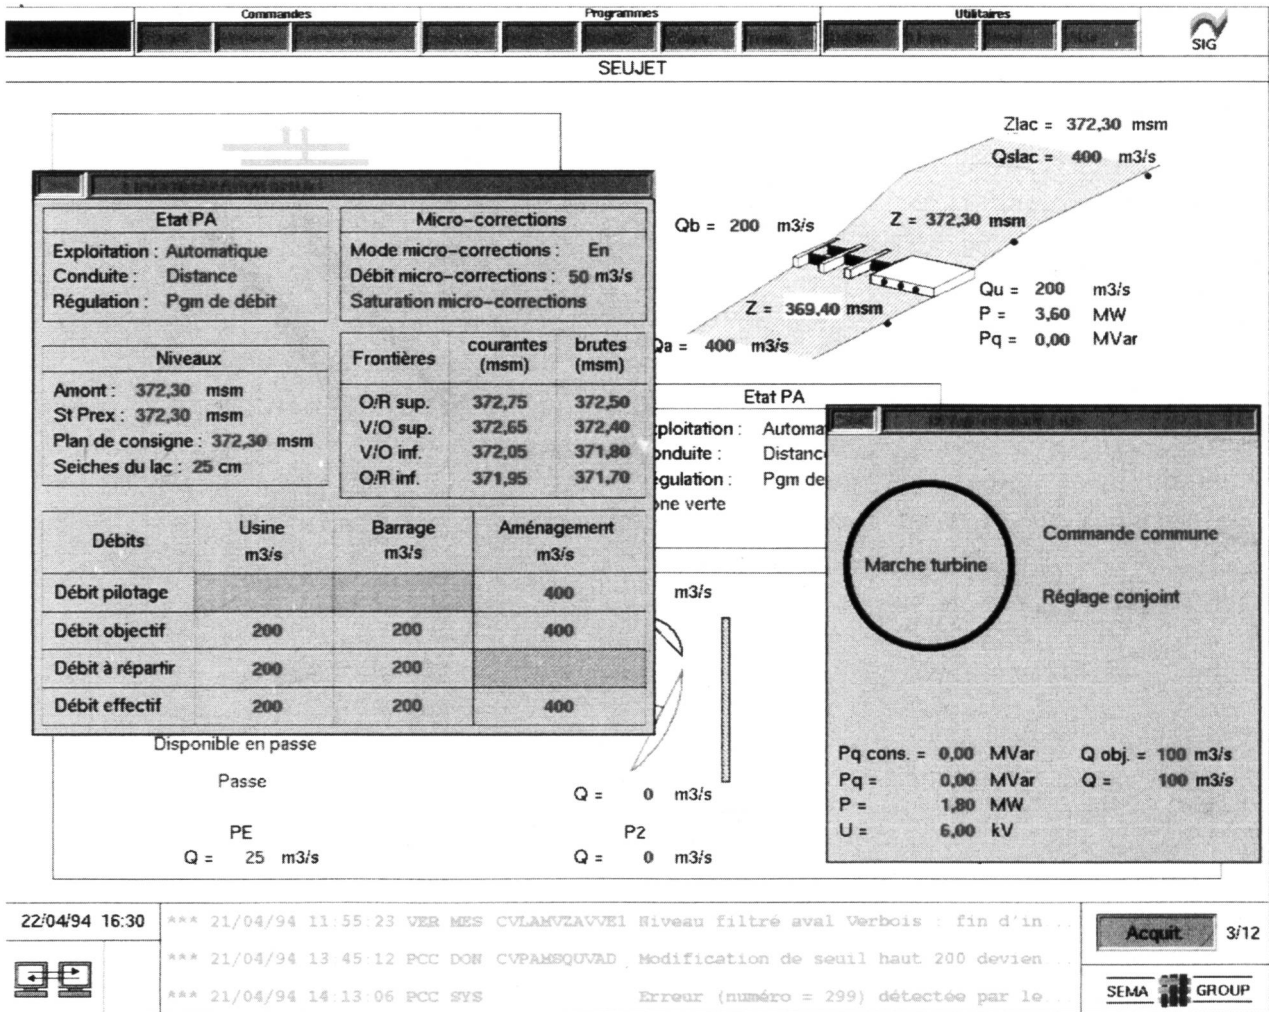 Commandes Programmes Utilitaires
SIG
SEUJET
Zlac = 372,30 msm
Qslac = 400 m3/s
Qb = 200 m3/s
Z = 372,30 msm
Z = 369,40 msm
Qu = 200 m3/s
P = 3,60 MW
Pq = 0,00 MVar
Qa = 400 m3/s
Etat PA
Exploitation : Automatique
Conduite : Distance
Régulation : Pgm de débit
Micro-corrections
Mode micro-corrections : En
Débit micro-corrections : 50 m3/s
Saturation micro-corrections
Niveaux
Amont : 372,30 msm
St Prex : 372,30 msm
Plan de consigne : 372,30 msm
Seiches du lac : 25 cm
Frontières courantes (msm) brutes (msm)
O/R sup. 372,75 372,50
V/O sup. 372,65 372,40
V/O inf. 372,05 371,80
O/R inf. 371,95 371,70
Débits Usine m3/s Barrage m3/s Aménagement m3/s
Débit pilotage 400
Débit objectif 200 200 400
Débit à répartir 200 200
Débit effectif 200 200 400
Etat PA
xploitation : Automa
onduite : Distanc
égulation : Pgm de
one verte
m3/s
Marche turbine
Commande commune
Réglage conjoint
Pq cons. = 0,00 MVar Q obj. = 100 m3/s
Pq = 0,00 MVar Q = 100 m3/s
P = 1,80 MW
U = 6,00 kV
Disponible en passe
Passe
Q = 0 m3/s
PE P2
Q = 25 m3/s Q = 0 m3/s
22/04/94 16:30
*** 21/04/94 11:55:23 VER MES CVLAMVZAVVE1 Niveau filtré aval Verbois : fin d'in ...
*** 21/04/94 13 45:12 PCC DON CVPAMSQUVAD Modification de seuil haut 200 devien...
*** 21/04/94 14:13:06 PCC SYS Erreur (numéro = 299) détectée par le...
Acquit. 3/12
SEMA GROUP